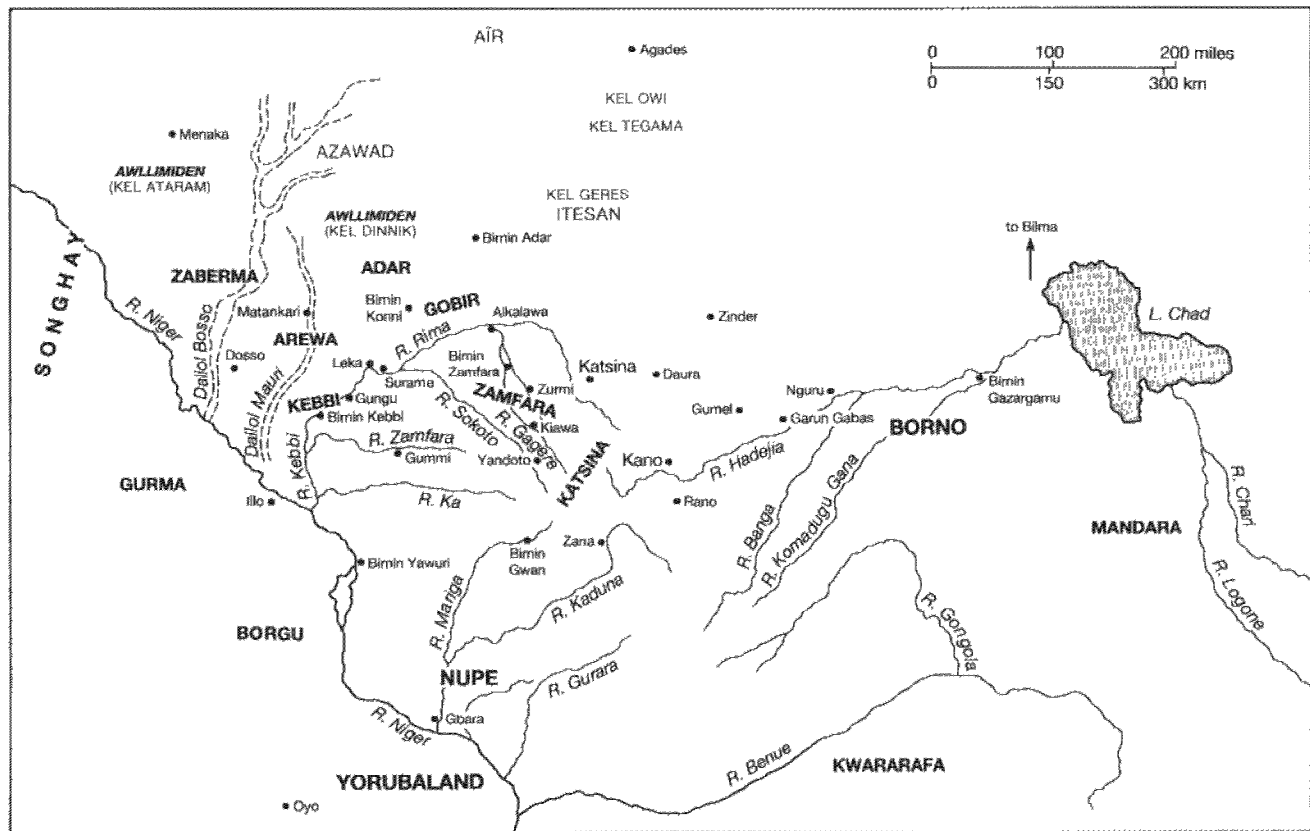 AÏR
Agades
0 100 200 miles
0 150 300 km
KEL OWI
KEL TEGAMA
Menaka
AZAWAD
AWLLIMIDEN
(KEL ATARAM)
KEL GERES
ITESAN
AWLLIMIDEN
(KEL DINNIK)
Birnin Adar
to Bilma
SONGHAY
ZABERMA
ADAR
R. Niger
Birnin
Konni
GOBIR
Alkalawa
Matankari
L. Chad
Zinder
AREWA
R. Rima
Dallol Bosso
Dosso
Leka
Surame
Birnin
Zamfara
Katsina
Daura
Zurmi
ZAMFARA
Nguru
Birnin
Gazargamu
Dallol Mauri
KEBBI
Gungu
Birnin Kebbi
R. Sokoto
R. Gagere
Kiawa
Gumel
Garun Gabas
BORNO
R. Zamfara
Gummi
Yandoto
KATSINA
Kano
R. Hadejia
R. Kebbi
GURMA
Illo
R. Ka
Rano
R. Chari
MANDARA
R. Banga
R. Komadugu Gana
Birnin
Gwari
Zaria
Birnin Yawuri
R. Mariga
R. Kaduna
R. Logone
R. Gongola
BORGU
NUPE
R. Gurara
Gbara
R. Niger
R. Benue
KWARARAFA
YORUBALAND
Oyo